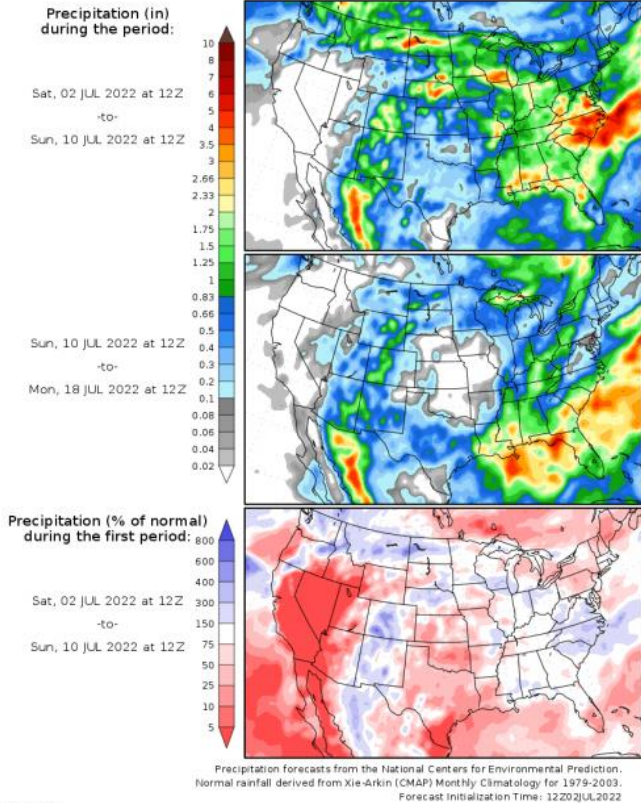 Precipitation (in)
during the period:
Sat, 02 JUL 2022 at 12Z
-to-
Sun, 10 JUL 2022 at 12Z
10
8
7
6
5
4
3.5
3
2.66
2.33
2
1.75
1.5
1.25
1
0.83
0.66
0.5
0.4
0.3
0.2
0.1
0.08
0.06
0.04
0.02
Sun, 10 JUL 2022 at 12Z
-to-
Mon, 18 JUL 2022 at 12Z
Precipitation (% of normal)
during the first period:
Sat, 02 JUL 2022 at 12Z
-to-
Sun, 10 JUL 2022 at 12Z
800
600
400
300
150
75
50
25
10
5
Precipitation forecasts from the National Centers for Environmental Prediction.
Normal rainfall derived from Xie-Arkin (CMAP) Monthly Climatology for 1979-2003.
Forecast Initialization Time: 12Z02JUL2022